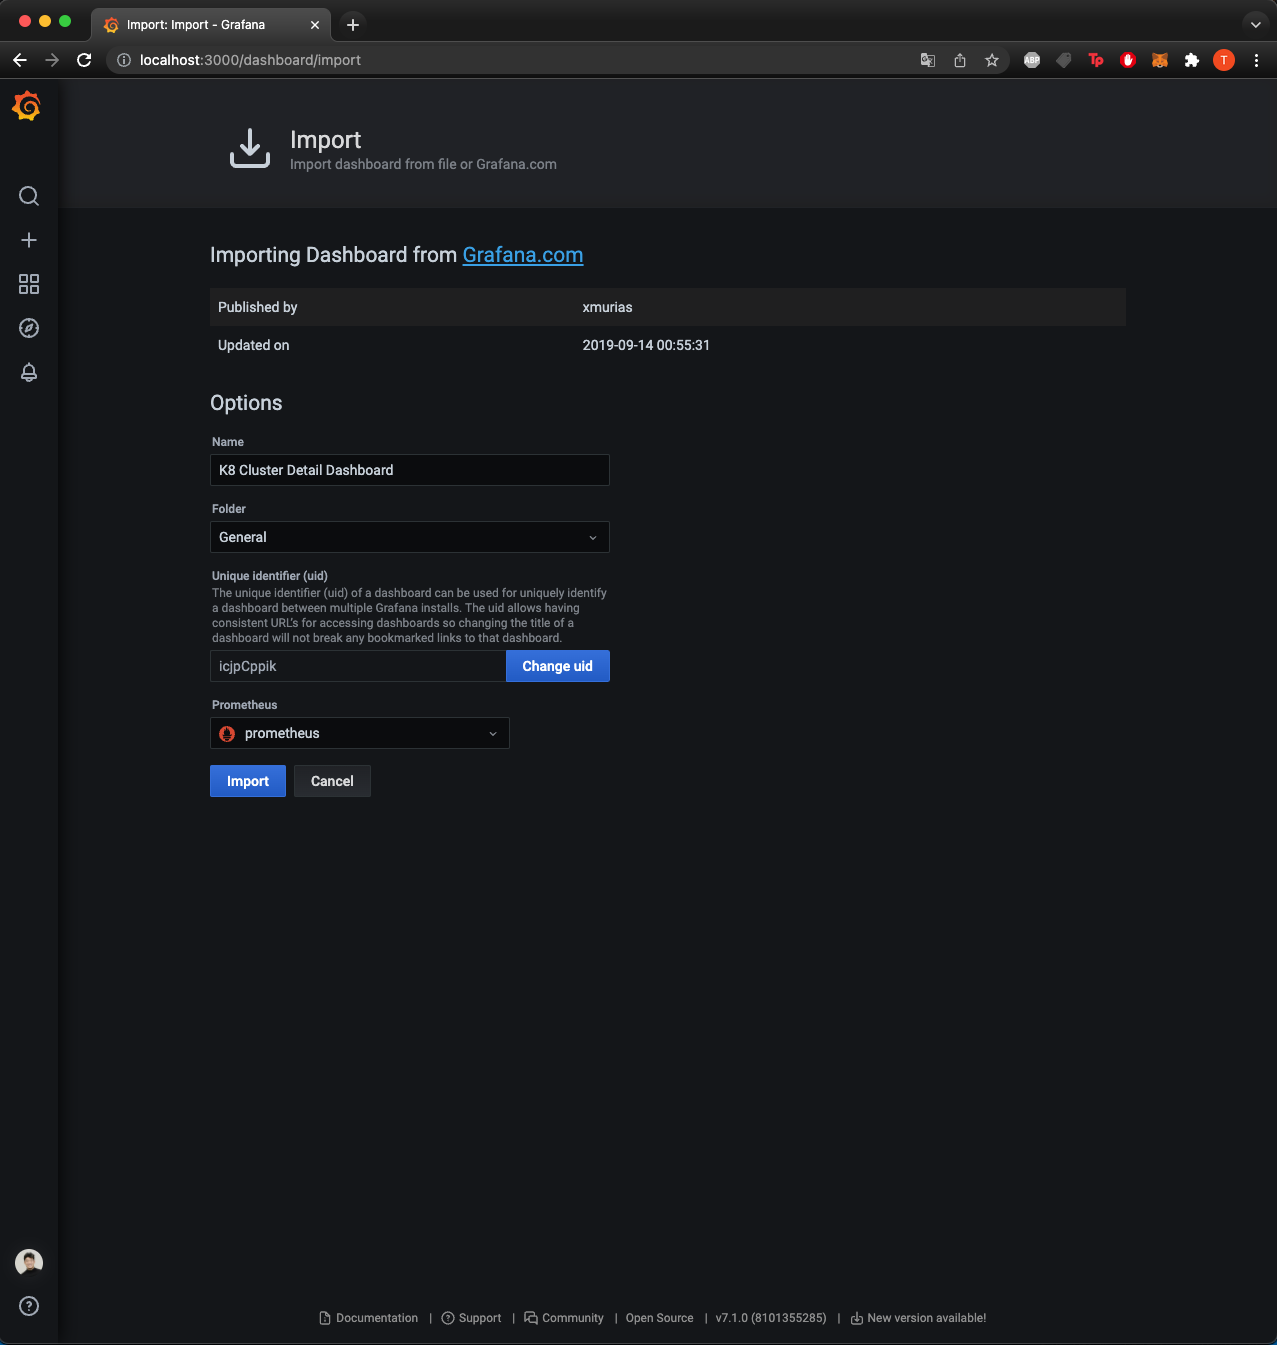 Import: Import - Grafana
localhost:3000/dashboard/import
ABP
Tp
T
Import
Import dashboard from file or Grafana.com
Importing Dashboard from Grafana.com
Published by xmurias
Updated on 2019-09-14 00:55:31
Options
Name
K8 Cluster Detail Dashboard
Folder
General
Unique identifier (uid)
The unique identifier (uid) of a dashboard can be used for uniquely identify
a dashboard between multiple Grafana installs. The uid allows having
consistent URL's for accessing dashboards so changing the title of a
dashboard will not break any bookmarked links to that dashboard.
icjpCppik Change uid
Prometheus
prometheus
Import Cancel
Documentation | Support | Community | Open Source | v7.1.0 (8101355285) | New version available!